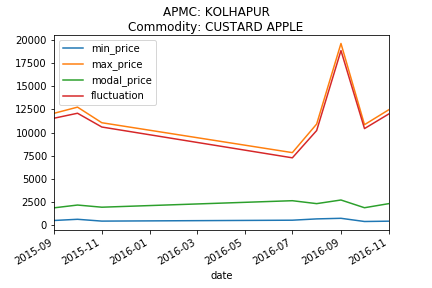 APMC: KOLHAPUR
Commodity: CUSTARD APPLE
20000
17500
15000
12500
10000
7500
5000
2500
0
min_price
max_price
modal_price
fluctuation
2015-09
2015-11
2016-01
2016-03
2016-05
2016-07
2016-09
2016-11
date